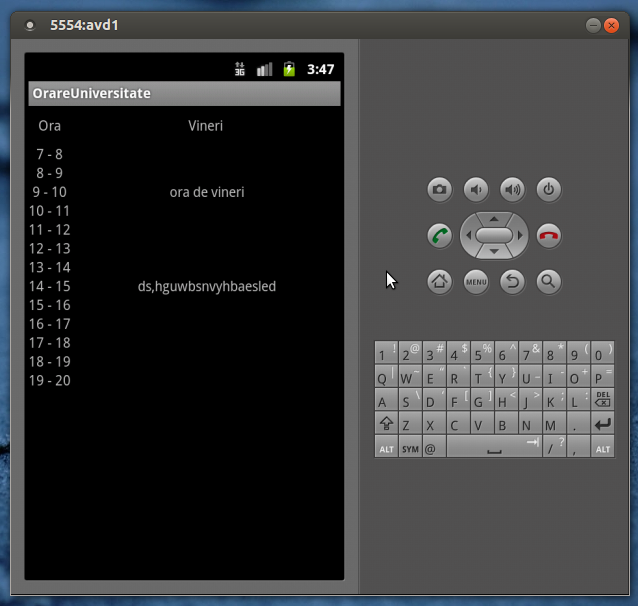 5554:avd1
3G 3:47
OrareUniversitate
Ora Vineri
7 - 8
8 - 9
9 - 10 ora de vineri
10 - 11
11 - 12
12 - 13
13 - 14
14 - 15 ds,hguwbsnvyhbaesled
15 - 16
16 - 17
17 - 18
18 - 19
19 - 20
MENU
1 ! 2 @ 3 # 4 $ 5 % 6 ^ 7 & 8 * 9 ( 0 )
Q | W ~ E " R ` T { Y } U _ I - O + P =
A S \ D ' F [ G ] H < J > K ; L : DEL
Z X C V B N M .
ALT SYM @ / ? , ALT